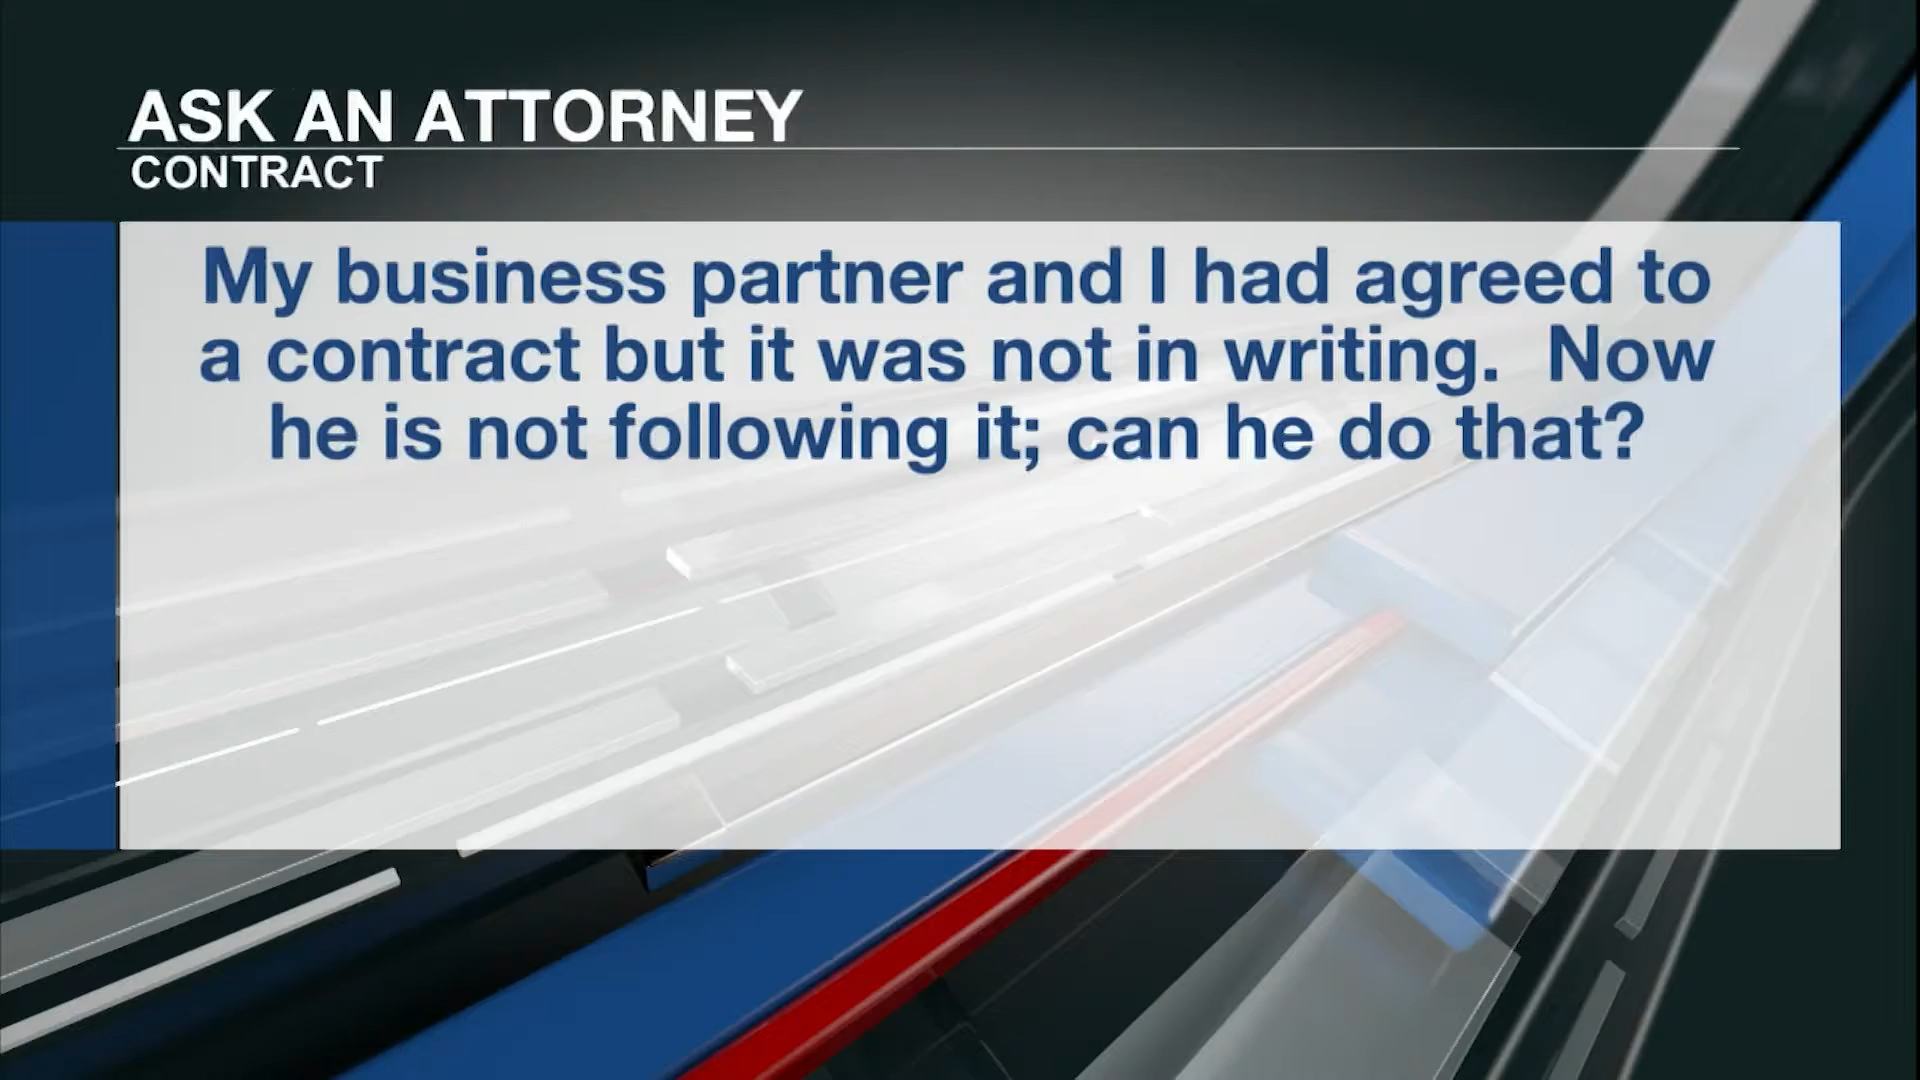 ASK AN ATTORNEY
CONTRACT
My business partner and I had agreed to
a contract but it was not in writing.  Now
he is not following it; can he do that?